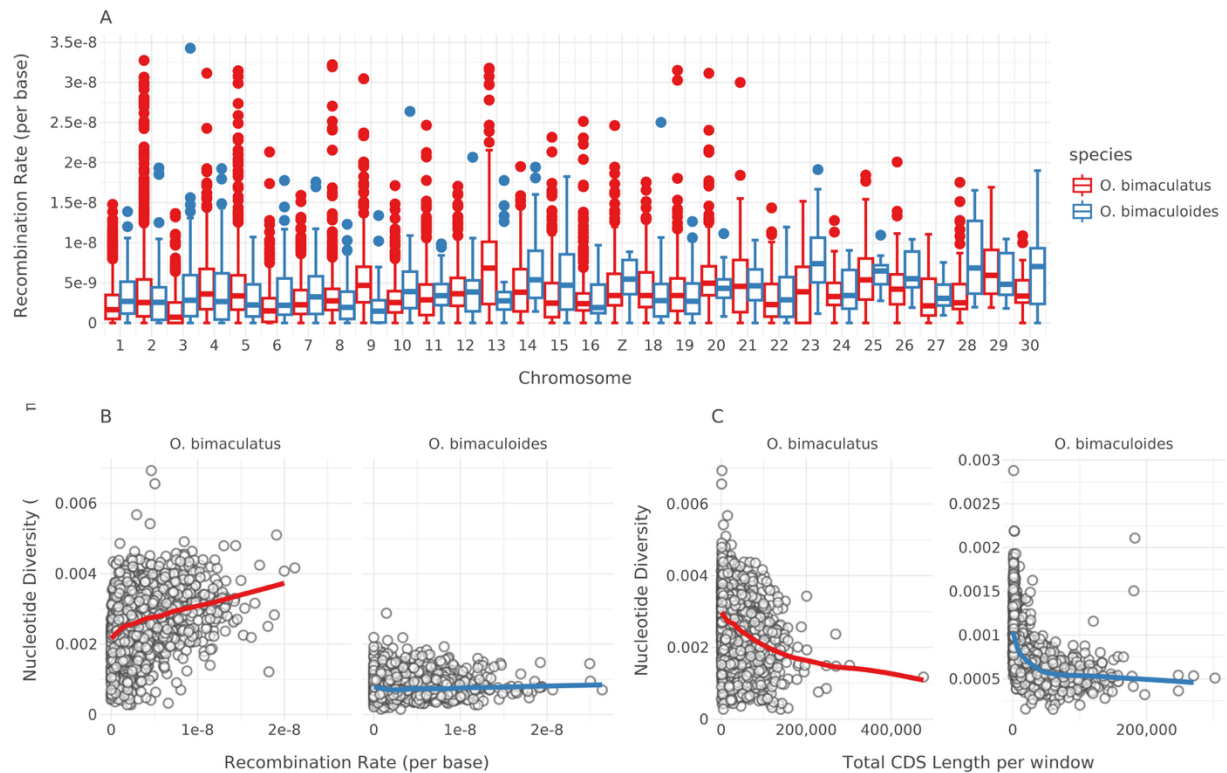 A
Recombination Rate (per base)
3.5e-8
3e-8
2.5e-8
2e-8
1.5e-8
1e-8
5e-9
0
1 2 3 4 5 6 7 8 9 10 11 12 13 14 15 16 Z 18 19 20 21 22 23 24 25 26 27 28 29 30
Chromosome
species
O. bimaculatus
O. bimaculoides
B
O. bimaculatus O. bimaculoides
Nucleotide Diversity (
0.006
0.004
0.002
0
0 1e-8 2e-8 0 1e-8 2e-8
Recombination Rate (per base)
C
O. bimaculatus O. bimaculoides
Nucleotide Diversity
0.006
0.004
0.002
0
0.003
0.0025
0.002
0.0015
0.001
0.0005
0 200,000 400,000 0 200,000
Total CDS Length per window